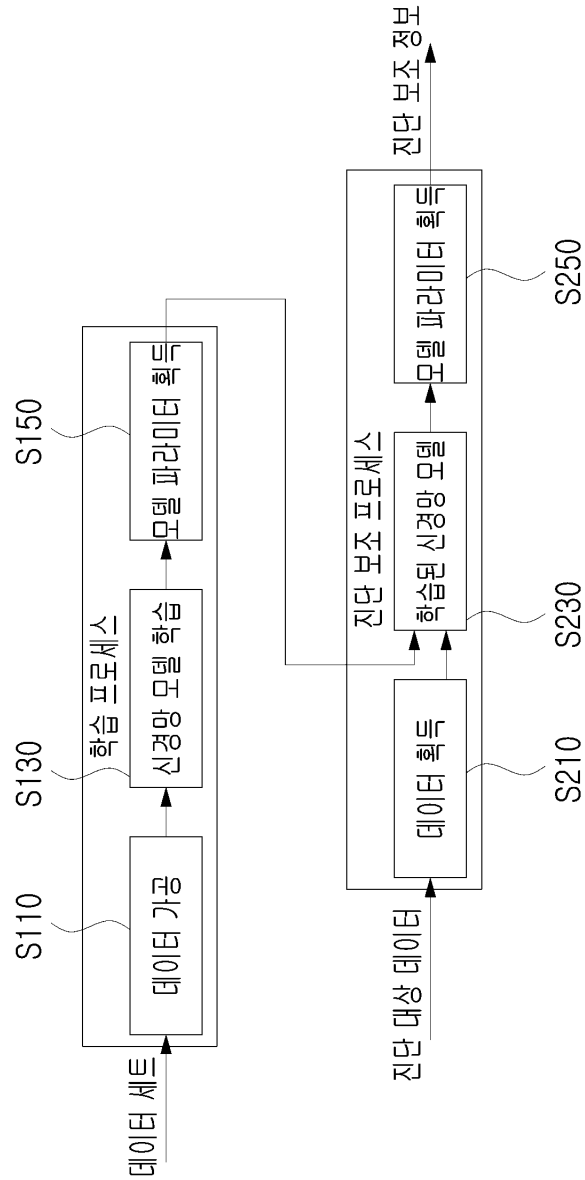 학습 프로세스
S110
S130
S150
데이터 세트
데이터 가공
신경망 모델 학습
모델 파라미터 획득
진단 보조 프로세스
진단 대상 데이터
데이터 획득
학습된 신경망 모델
모델 파라미터 획득
진단 보조 정보
S210
S230
S250